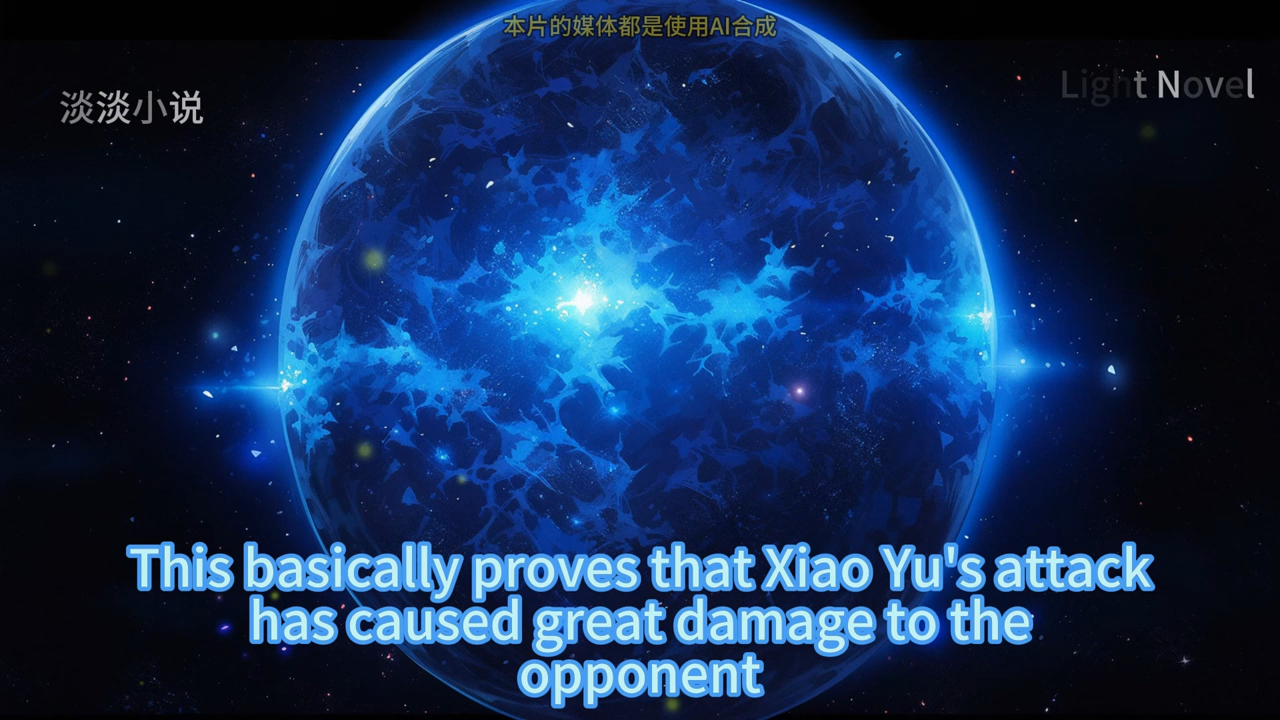 本片的媒体都是使用AI合成
淡淡小说
Light Novel
This basically proves that Xiao Yu's attack
has caused great damage to the
opponent